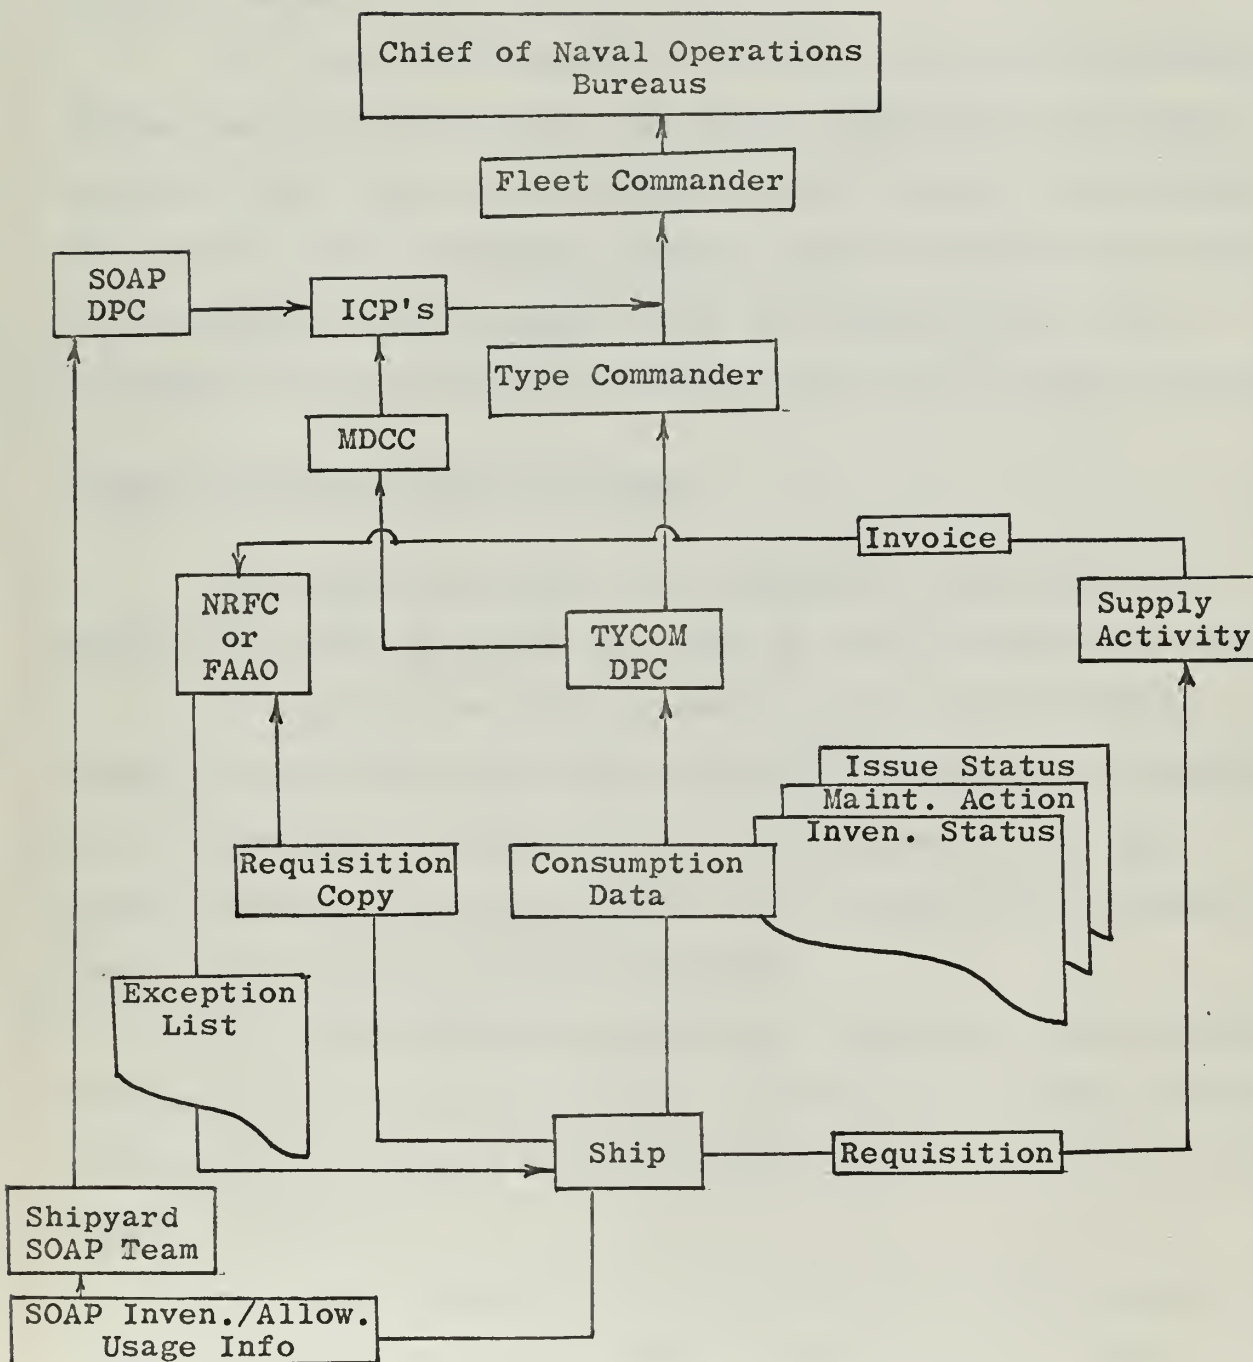 Chief of Naval Operations
Bureaus
Fleet Commander
SOAP
DPC
ICP's
Type Commander
MDCC
Invoice
NRFC
or
FAAO
TYCOM
DPC
Supply
Activity
Issue Status
Maint. Action
Inven. Status
Requisition
Copy
Consumption
Data
Exception
List
Ship
Requisition
Shipyard
SOAP Team
SOAP Inven./Allow.
Usage Info